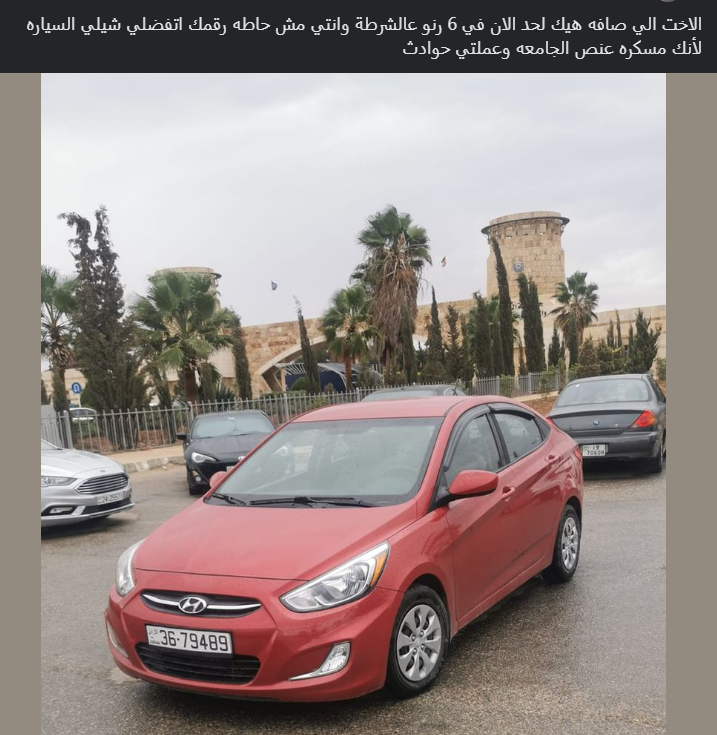 الاخت الي صافه هيك لحد الان في 6 رنو عالشرطة وانتي مش حاطه رقمك اتفضلي شيلي السياره
لأنك مسكره عنص الجامعه وعملتي حوادث
36-79489